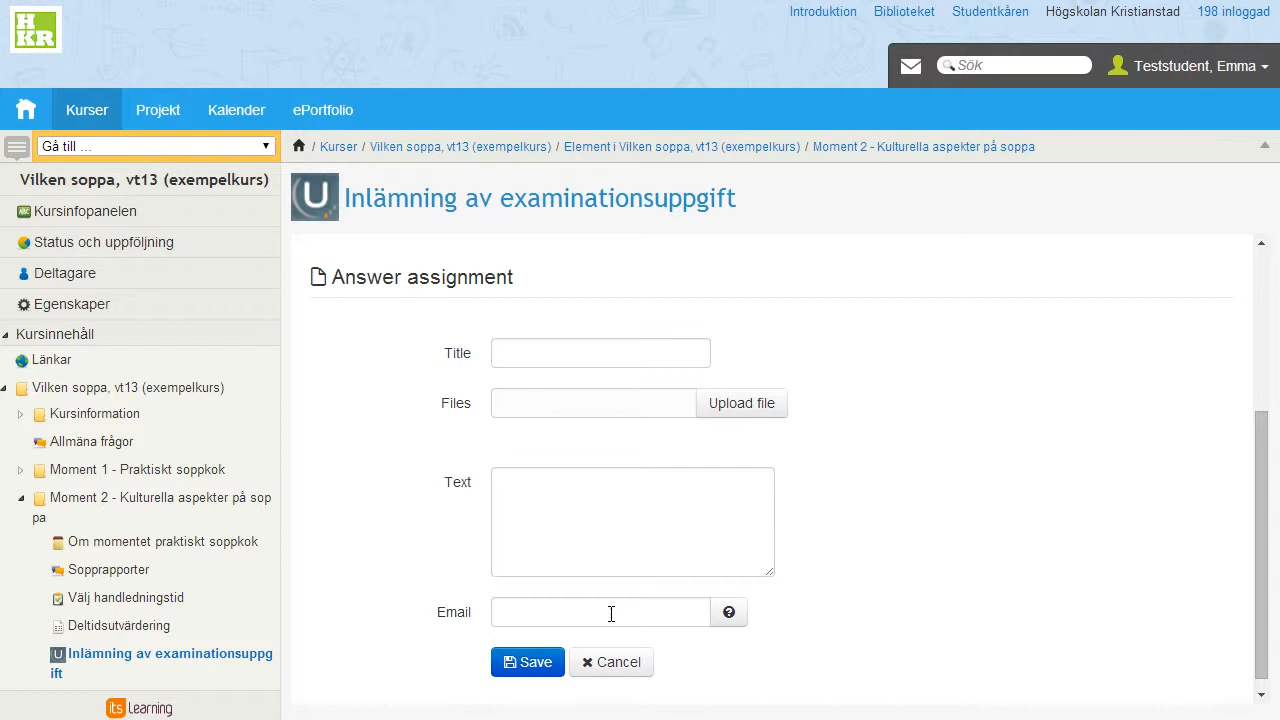 H
KR
Introduktion Biblioteket Studentkåren Högskolan Kristianstad 198 inloggad
Sök Teststudent, Emma
Kurser Projekt Kalender ePortfolio
Gå till ...
Kurser / Vilken soppa, vt13 (exempelkurs) / Element i Vilken soppa, vt13 (exempelkurs) / Moment 2 - Kulturella aspekter på soppa
Vilken soppa, vt13 (exempelkurs)
ABC Kursinfopanelen
Status och uppföljning
Deltagare
Egenskaper
Kursinnehåll
Länkar
Vilken soppa, vt13 (exempelkurs)
Kursinformation
Allmäna frågor
Moment 1 - Praktiskt soppkok
Moment 2 - Kulturella aspekter på sop
pa
Om momentet praktiskt soppkok
Sopprapporter
Välj handledningstid
Deltidsutvärdering
U Inlämning av examinationsuppg
ift
its Learning
U Inlämning av examinationsuppgift
Answer assignment
Title
Files Upload file
Text
Email ?
Save Cancel